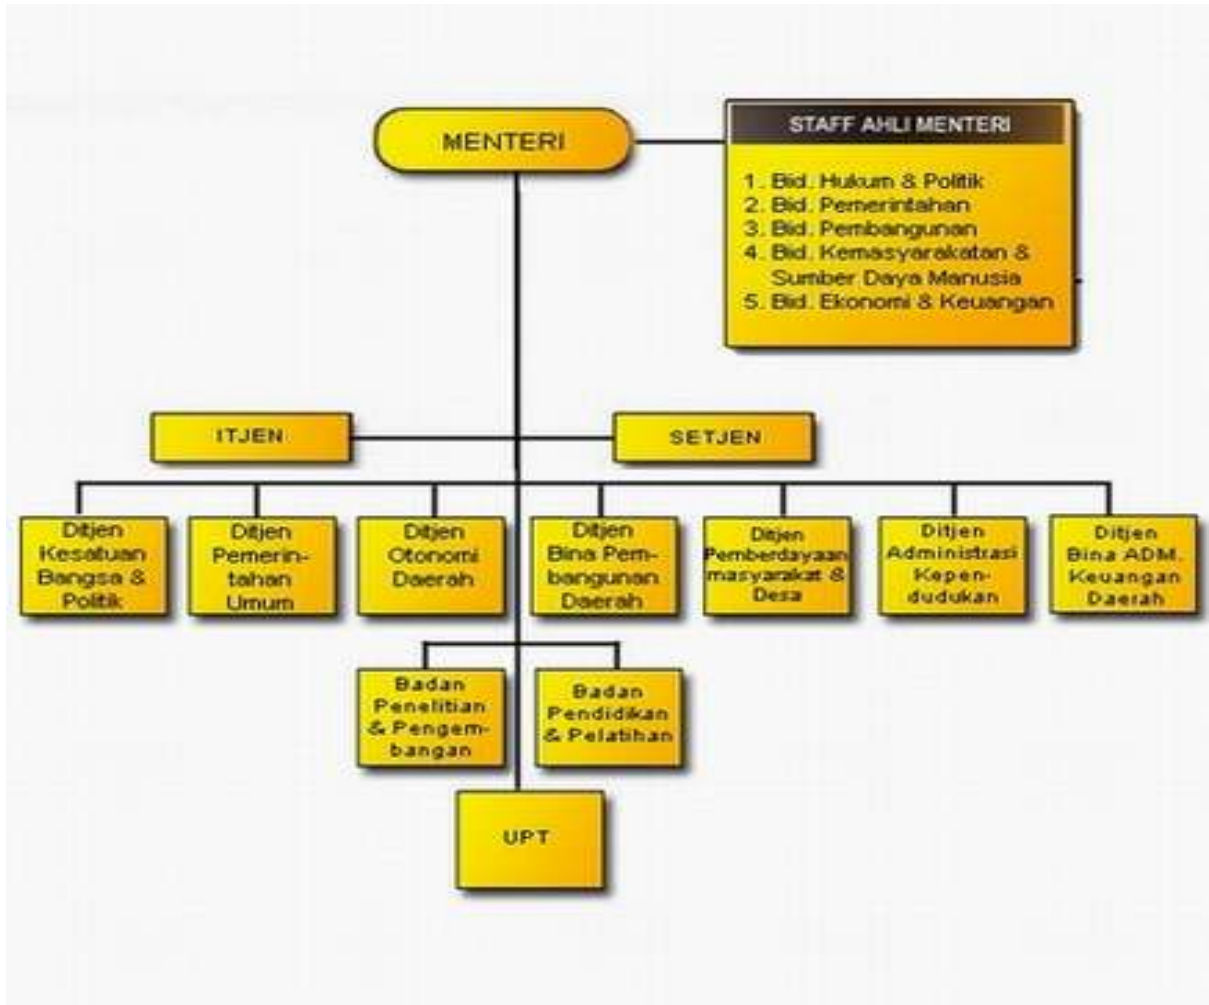 MENTERI
STAFF AHLI MENTERI
1. Bid. Hukum & Politik
2. Bid. Pemerintahan
3. Bid. Pembangunan
4. Bid. Kemasyarakatan &
Sumber Daya Manusia
5. Bid. Ekonomi & Keuangan
ITJEN
SETJEN
Ditjen
Kesatuan
Bangsa &
Politik
Ditjen
Pemerin-
tahan
Umum
Ditjen
Otonomi
Daerah
Ditjen
Bina Pem-
bangunan
Daerah
Ditjen
Pemberdayaan
masyarakat &
Desa
Ditjen
Administrasi
Kepen-
dudukan
Ditjen
Bina ADM.
Keuangan
Daerah
Badan
Penelitian
& Pengem-
bangan
Badan
Pendidikan
& Pelatihan
UPT